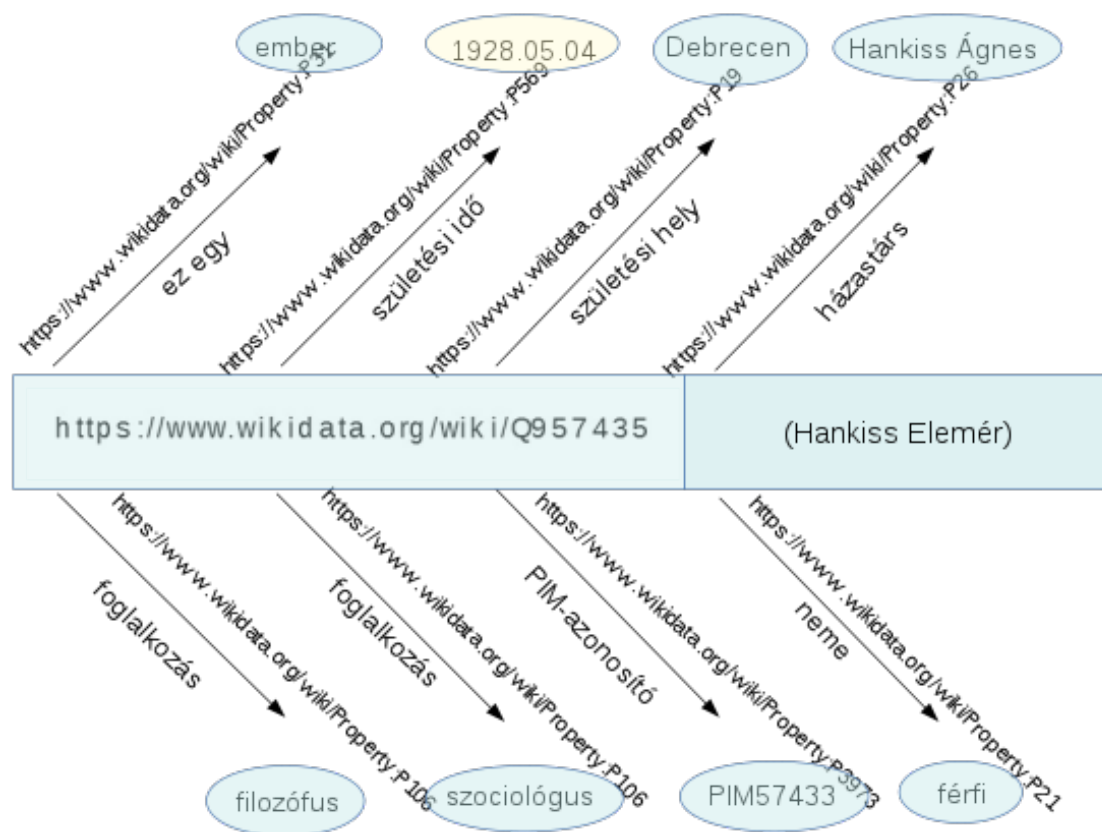 ember
1928.05.04
Debrecen
Hankiss Ágnes
https://www.wikidata.org/wiki/Property:P31
ez egy
https://www.wikidata.org/wiki/Property:P569
születési idő
https://www.wikidata.org/wiki/Property:P19
születési hely
https://www.wikidata.org/wiki/Property:P26
házastárs
https://www.wikidata.org/wiki/Q957435
(Hankiss Elemér)
foglalkozás
https://www.wikidata.org/wiki/Property:P106
foglalkozás
https://www.wikidata.org/wiki/Property:P106
PIM-azonosító
https://www.wikidata.org/wiki/Property:P3973
neme
https://www.wikidata.org/wiki/Property:P21
filozófus
szociológus
PIM57433
férfi